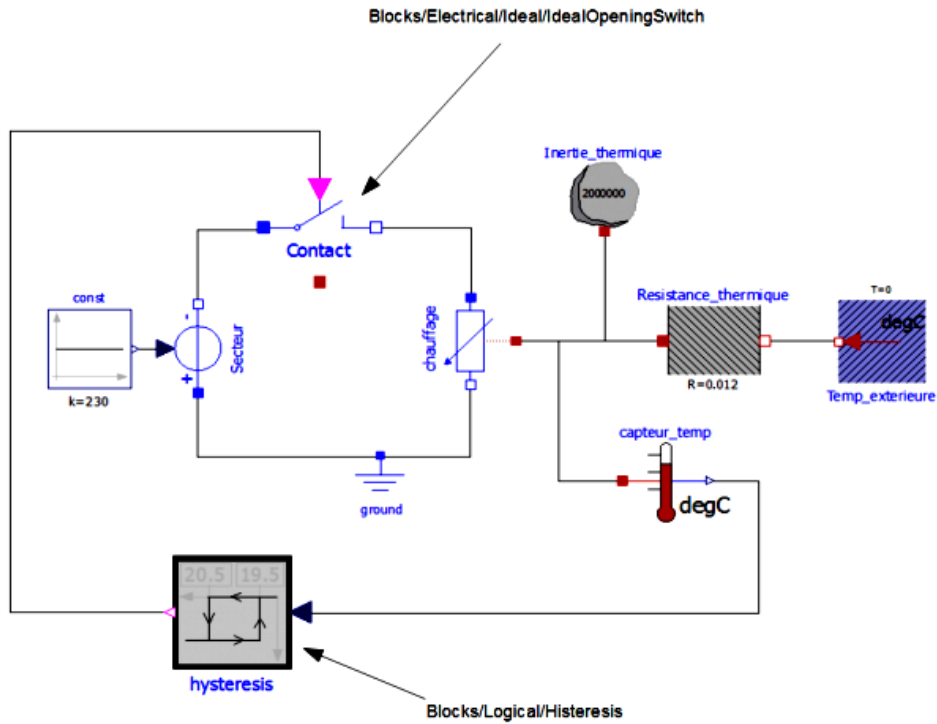 Blocks/Electrical/Ideal/IdealOpeningSwitch
Inertie_thermique
2000000
Contact
const
k=230
-
+
Secteur
chauffage
Resistance_thermique
R=0.012
T=0
degC
Temp_exterieure
capteur_temp
degC
ground
20.5 19.5
hysteresis
Blocks/Logical/Histeresis